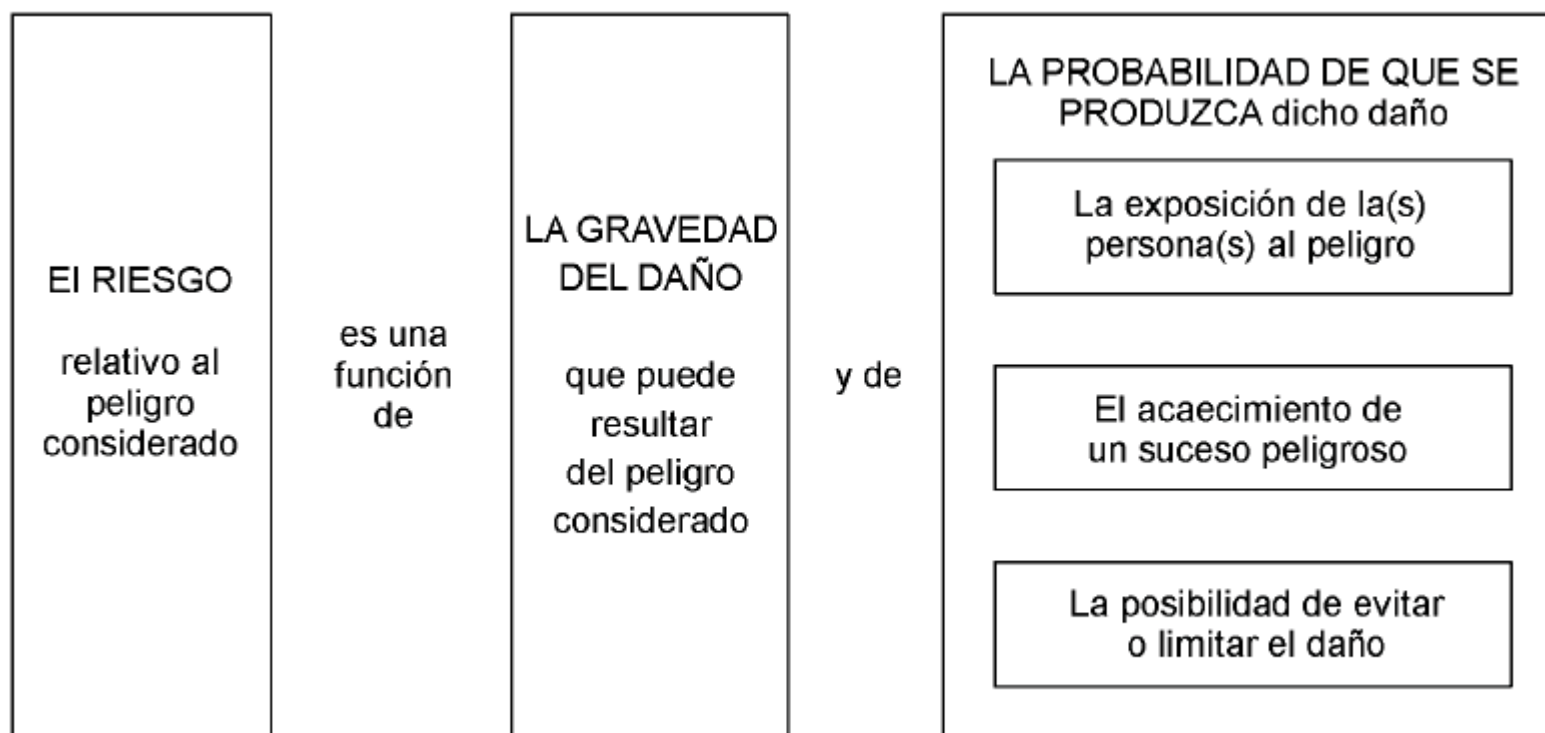 El RIESGO
relativo al
peligro
considerado
es una
función
de
LA GRAVEDAD
DEL DAÑO
que puede
resultar
del peligro
considerado
y de
LA PROBABILIDAD DE QUE SE
PRODUZCA dicho daño
La exposición de la(s)
persona(s) al peligro
El acaecimiento de
un suceso peligroso
La posibilidad de evitar
o limitar el daño